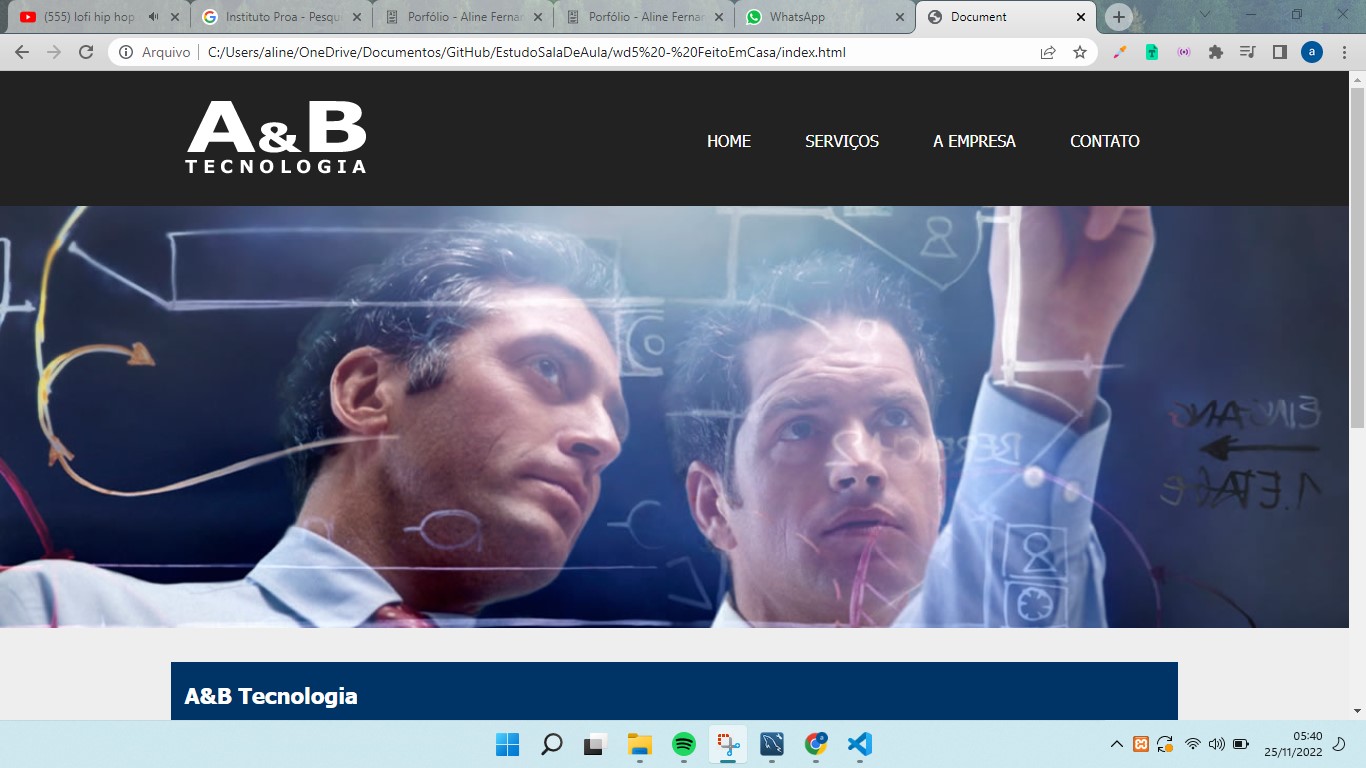 (555) lofi hip hop
Instituto Proa - Pesqu
Porfólio - Aline Fernar
Porfólio - Aline Fernar
WhatsApp
Document
Arquivo
C:/Users/aline/OneDrive/Documentos/GitHub/EstudoSalaDeAula/wd5%20-%20FeitoEmCasa/index.html
a
A&B
TECNOLOGIA
HOME
SERVIÇOS
A EMPRESA
CONTATO
EINGANG
A&B Tecnologia
05:40
25/11/2022